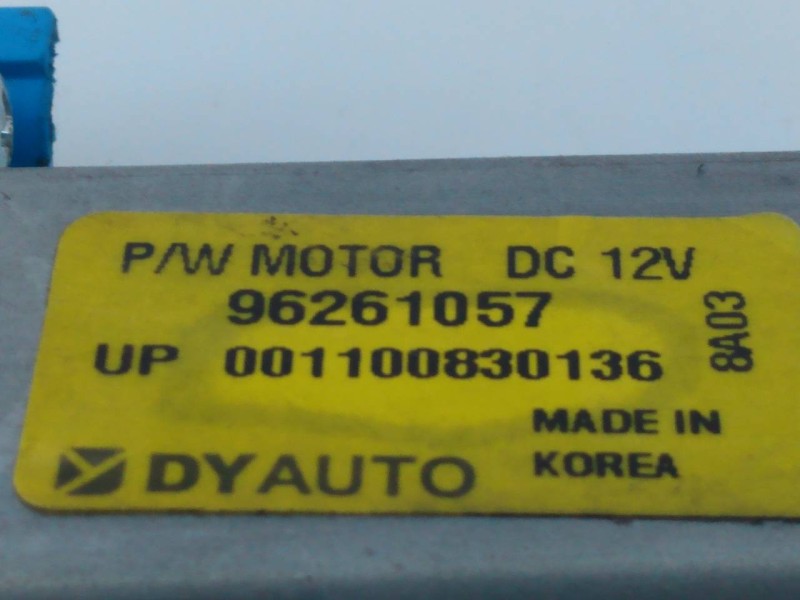 P/W MOTOR DC 12V
96261057
8A03
UP 001100830136
MADE IN
KOREA
DYAUTO